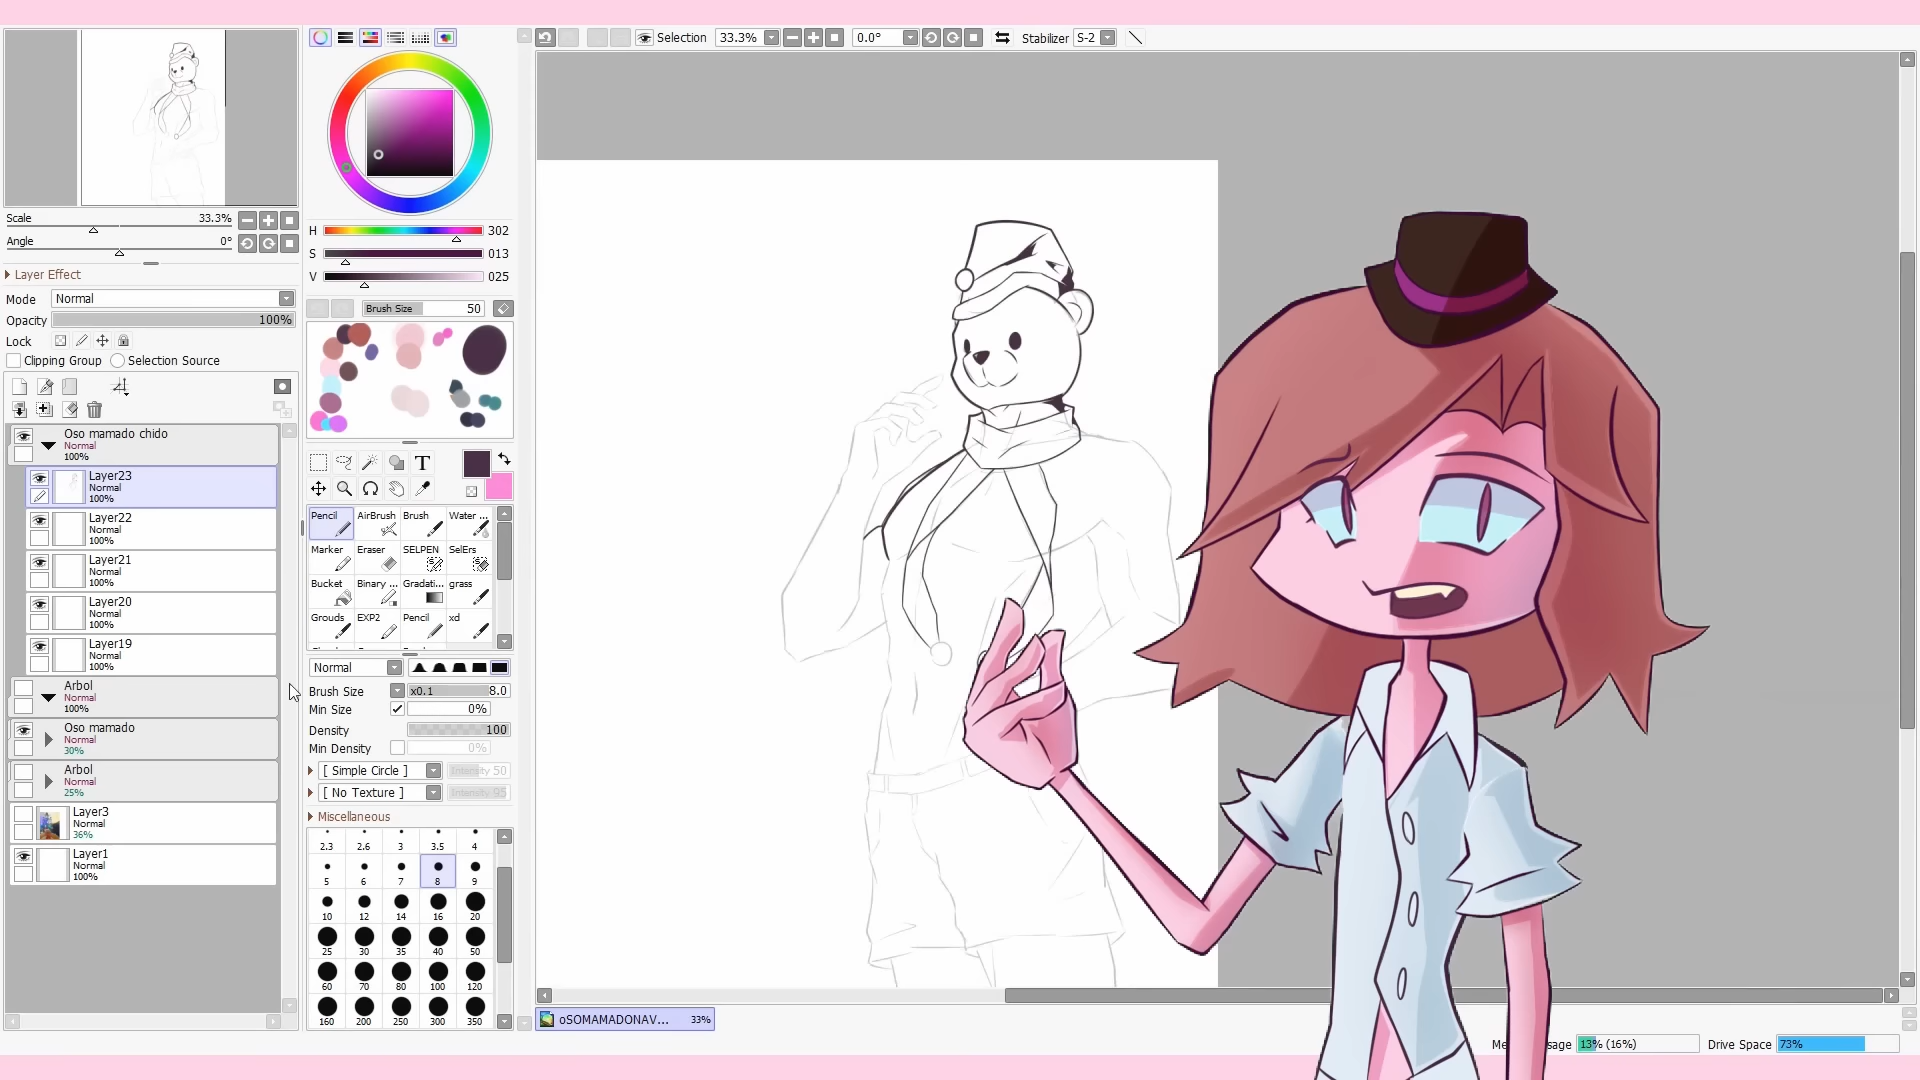 Selection 33.3% 0.0° Stabilizer S-2
Scale 33.3%
Angle 0°
Layer Effect
Mode Normal
Opacity 100%
Lock
Clipping Group Selection Source
Oso mamado chido
Normal
100%
Layer23
Normal
100%
Layer22
Normal
100%
Layer21
Normal
100%
Layer20
Normal
100%
Layer19
Normal
100%
Arbol
Normal
100%
Oso mamado
Normal
30%
Arbol
Normal
25%
Layer3
Normal
36%
Layer1
Normal
100%
H 302
S 013
V 025
Brush Size 50
T
Pencil AirBrush Brush Water ...
Marker Eraser SELPEN SelErs
Bucket Binary ... Gradati... grass
Grouds EXP2 Pencil xd
Normal
Brush Size x0.1 8.0
Min Size 0%
Density 100
Min Density 0%
[ Simple Circle ] Intensity 50
[ No Texture ] Intensity 95
Miscellaneous
2.3 2.6 3 3.5 4
5 6 7 8 9
10 12 14 16 20
25 30 35 40 50
60 70 80 100 120
160 200 250 300 350
oSOMAMADONAV... 33%
13% (16%) Drive Space 73%